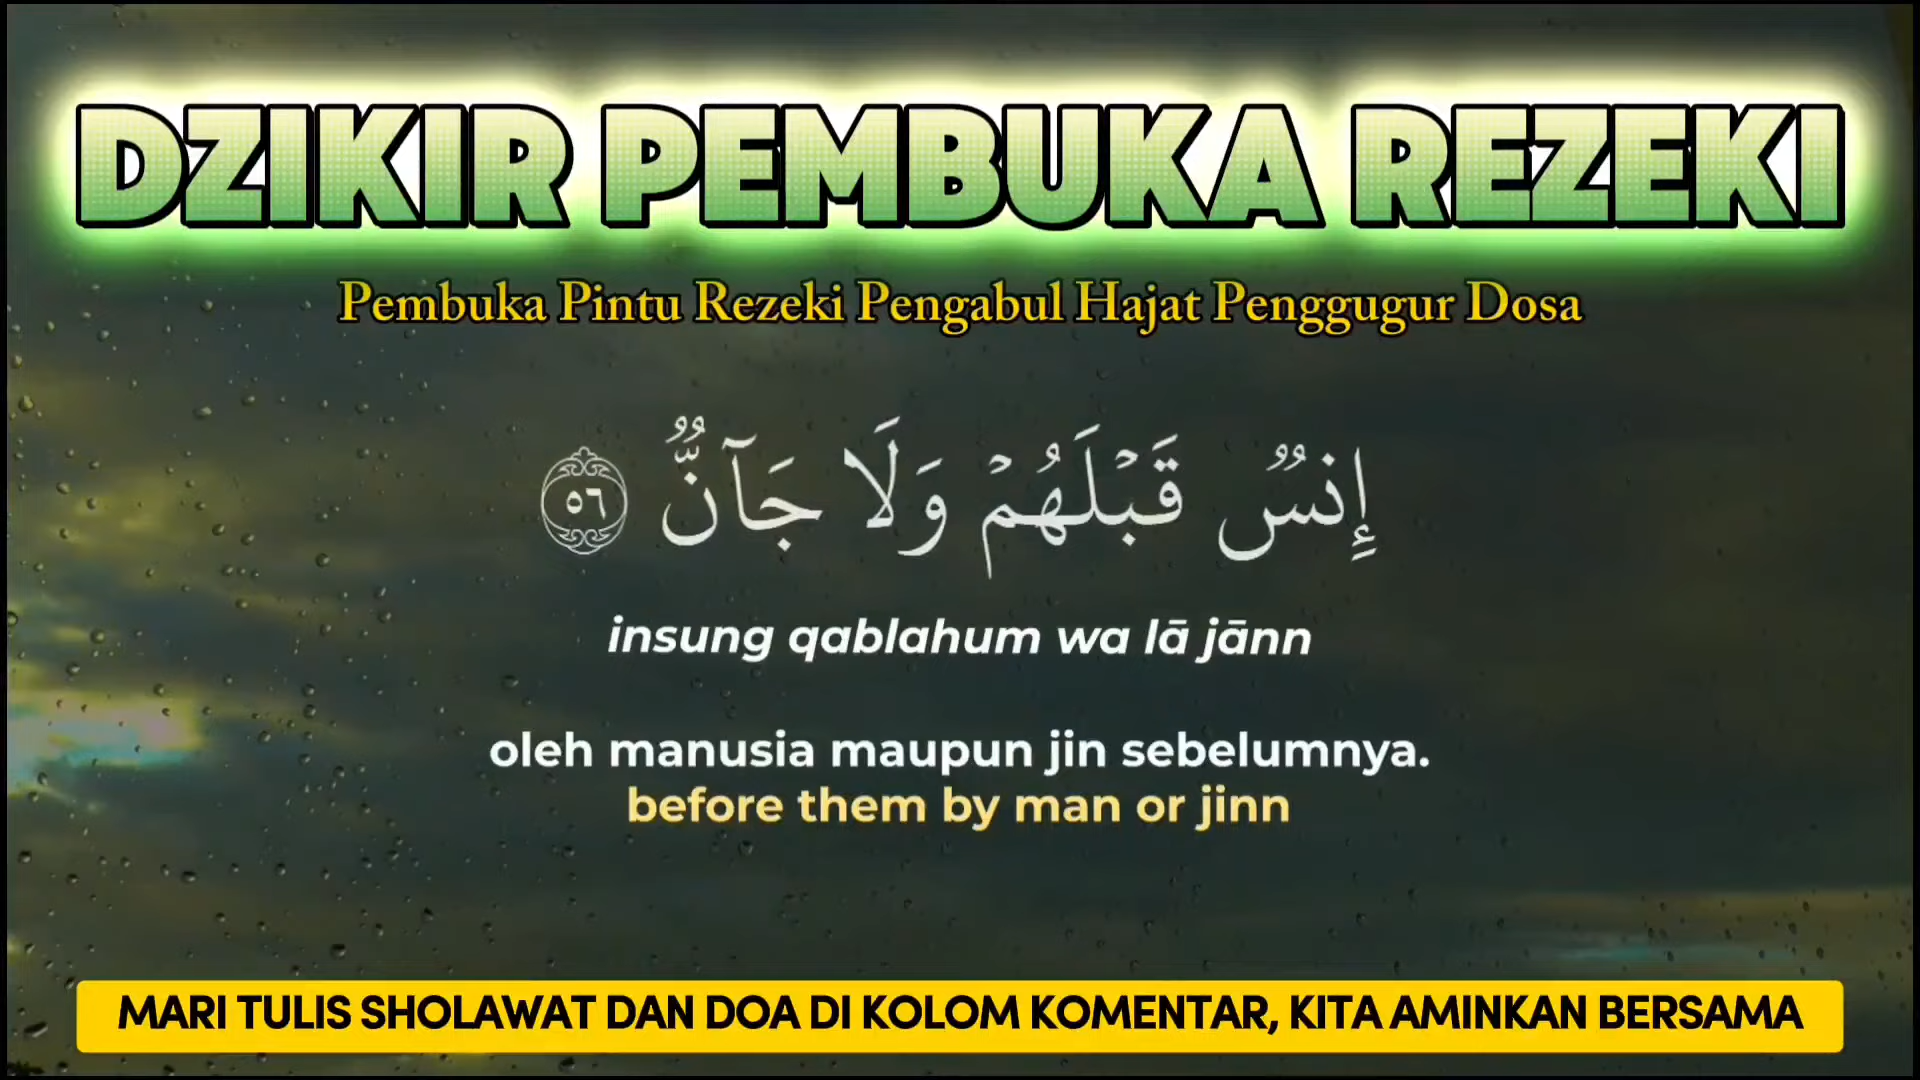 DZIKIR PEMBUKA REZEKI
Pembuka Pintu Rezeki Pengabul Hajat Penggugur Dosa
إِنسٌ قَبْلَهُمْ وَلَا جَآنٌّ ٥٦
insung qablahum wa lā jānn
oleh manusia maupun jin sebelumnya.
before them by man or jinn
MARI TULIS SHOLAWAT DAN DOA DI KOLOM KOMENTAR, KITA AMINKAN BERSAMA